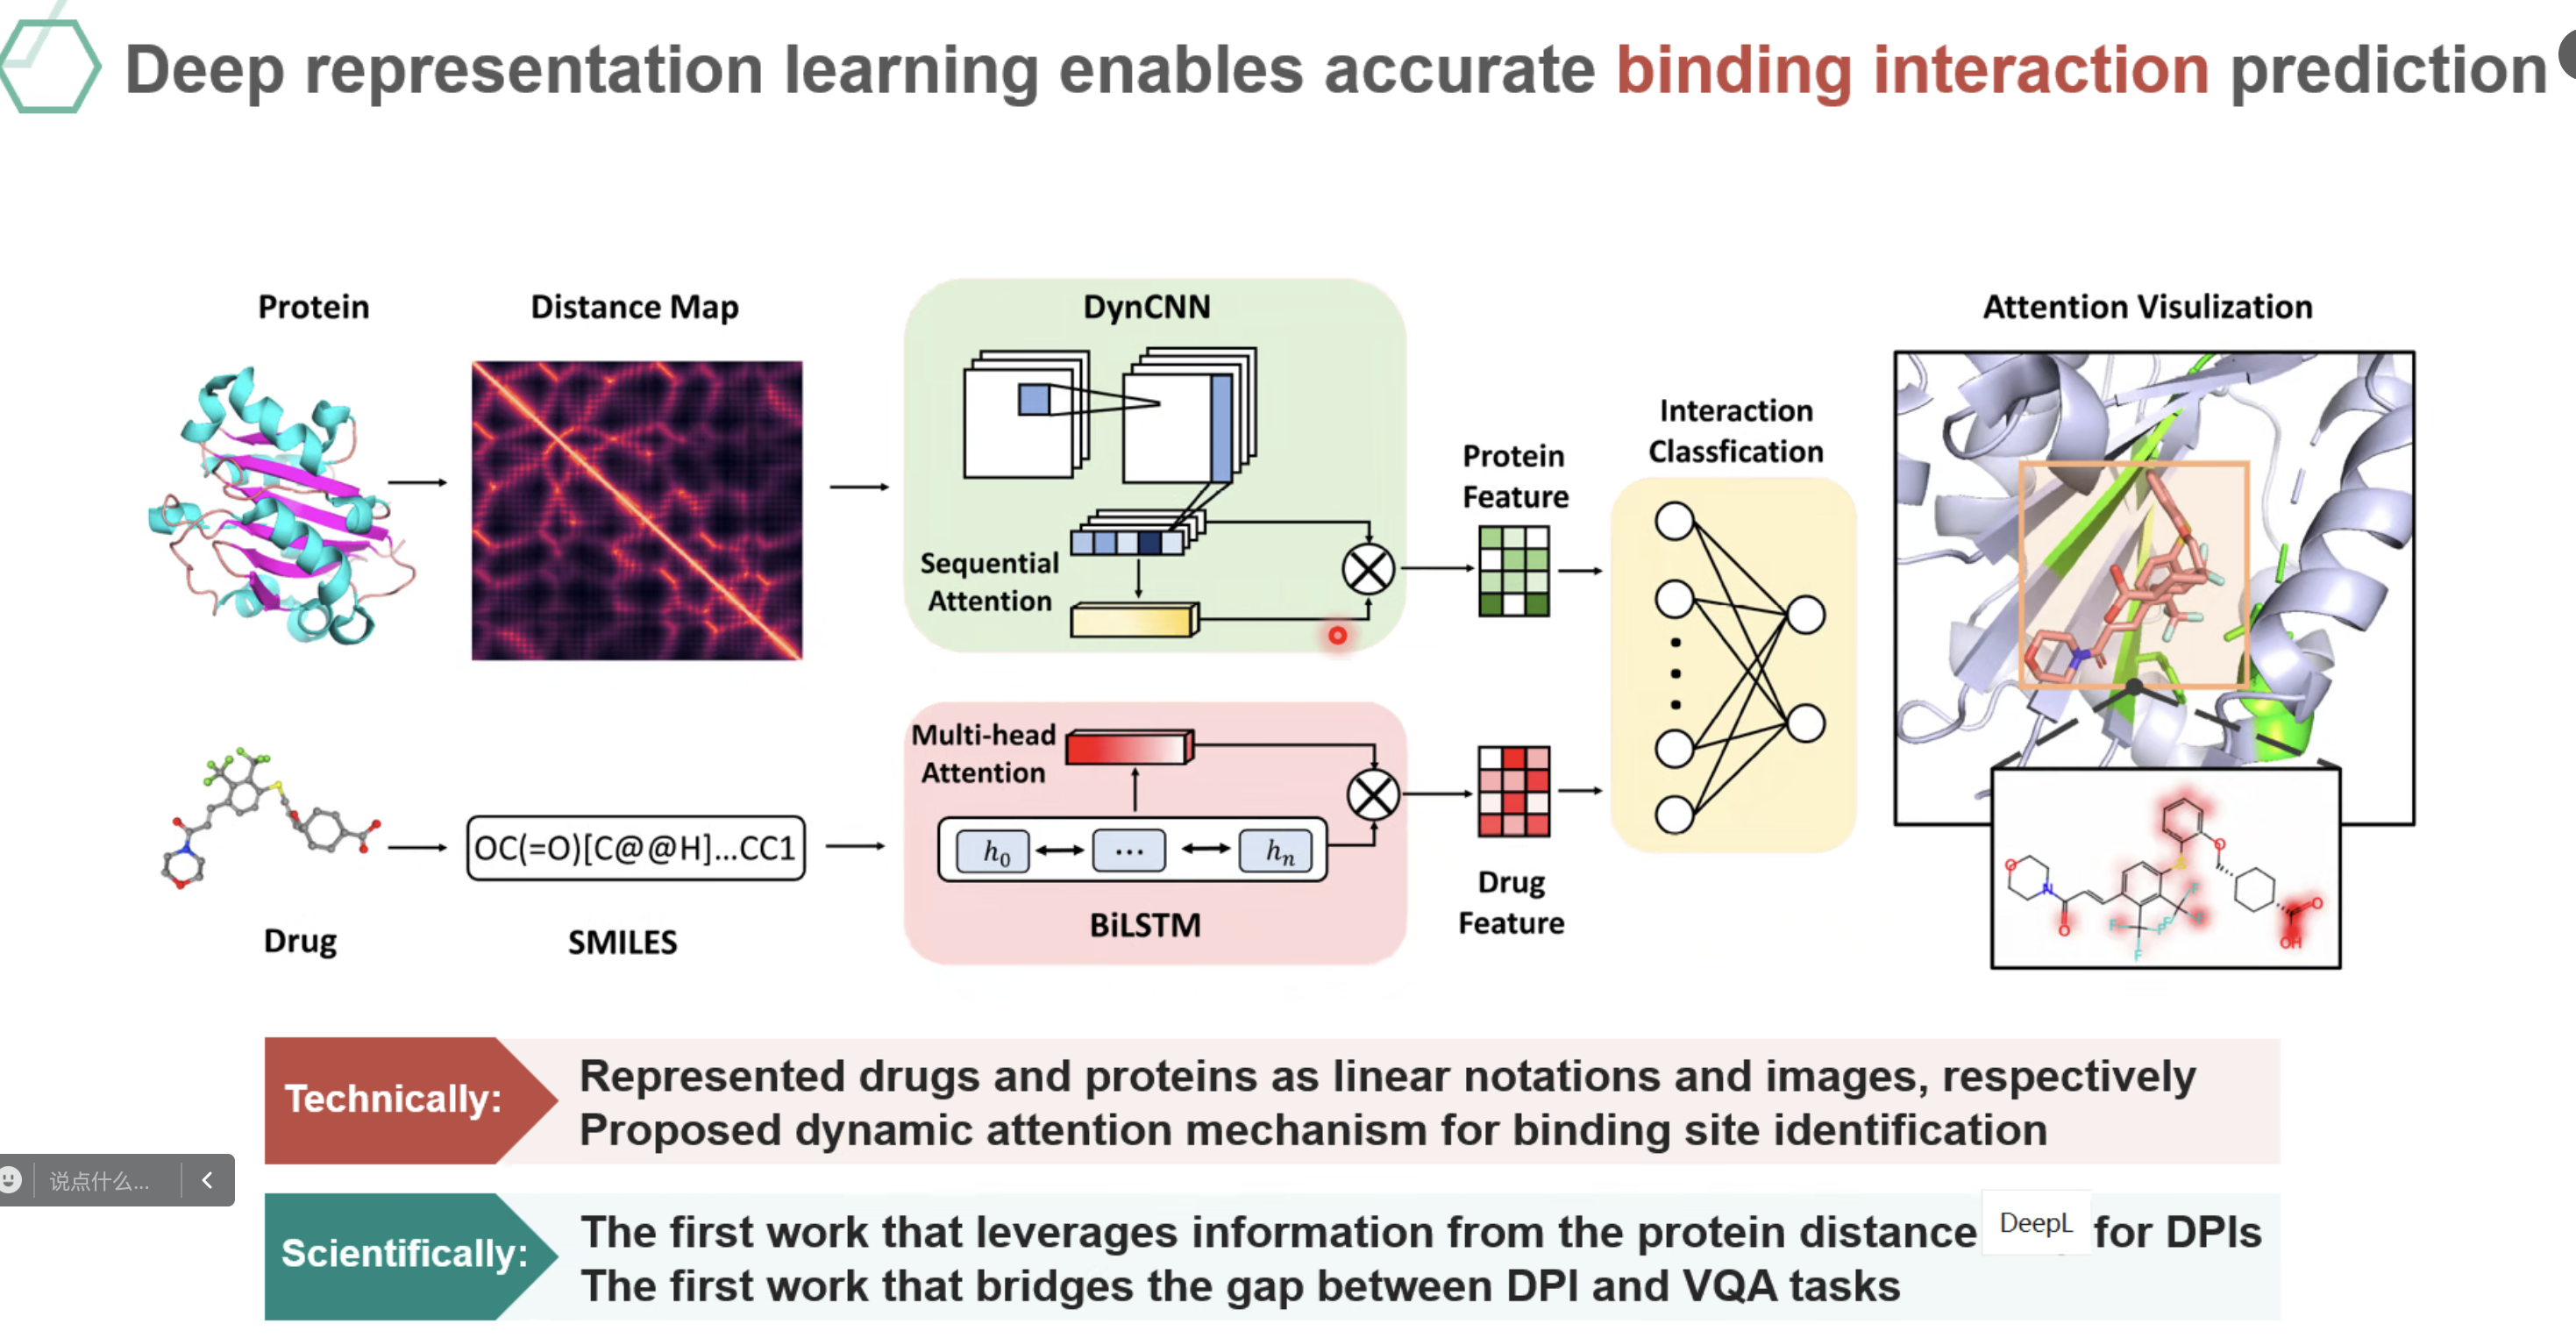 Deep representation learning enables accurate binding interaction prediction
Protein
Distance Map
DynCNN
Sequential
Attention
Protein
Feature
Interaction
Classfication
Attention Visulization
Drug
OC(=O)[C@@H]...CC1
SMILES
Multi-head
Attention
h0
...
hn
BiLSTM
Drug
Feature
O
N
O
O
S
F
F
F
F
F
O
OH
Technically:
Represented drugs and proteins as linear notations and images, respectively
Proposed dynamic attention mechanism for binding site identification
说点什么...
Scientifically:
The first work that leverages information from the protein distance
DeepL
for DPIs
The first work that bridges the gap between DPI and VQA tasks